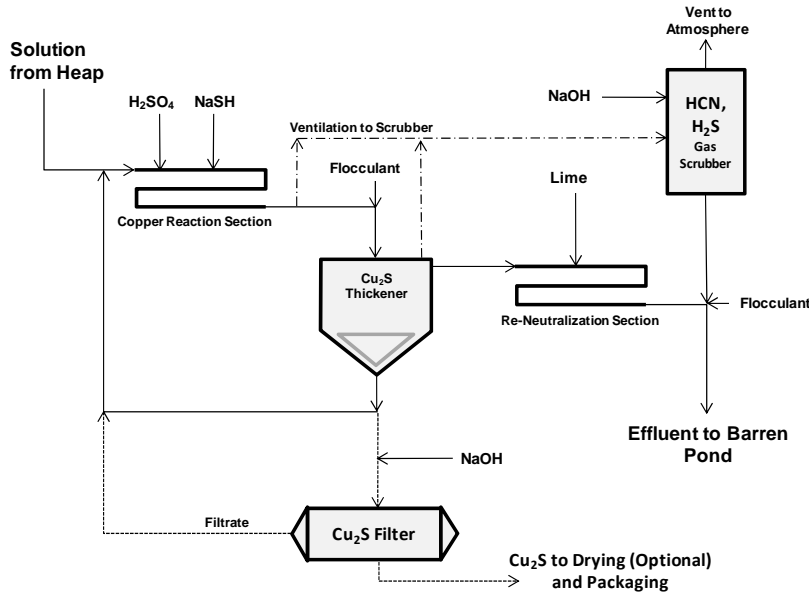 Vent to
Atmosphere
Solution
from Heap
H₂SO₄
NaSH
NaOH
HCN,
H₂S
Gas
Scrubber
Ventilation to Scrubber
Flocculant
Lime
Copper Reaction Section
Cu₂S
Thickener
Re-Neutralization Section
Flocculant
Effluent to Barren
Pond
NaOH
Filtrate
Cu₂S Filter
Cu₂S to Drying (Optional)
and Packaging